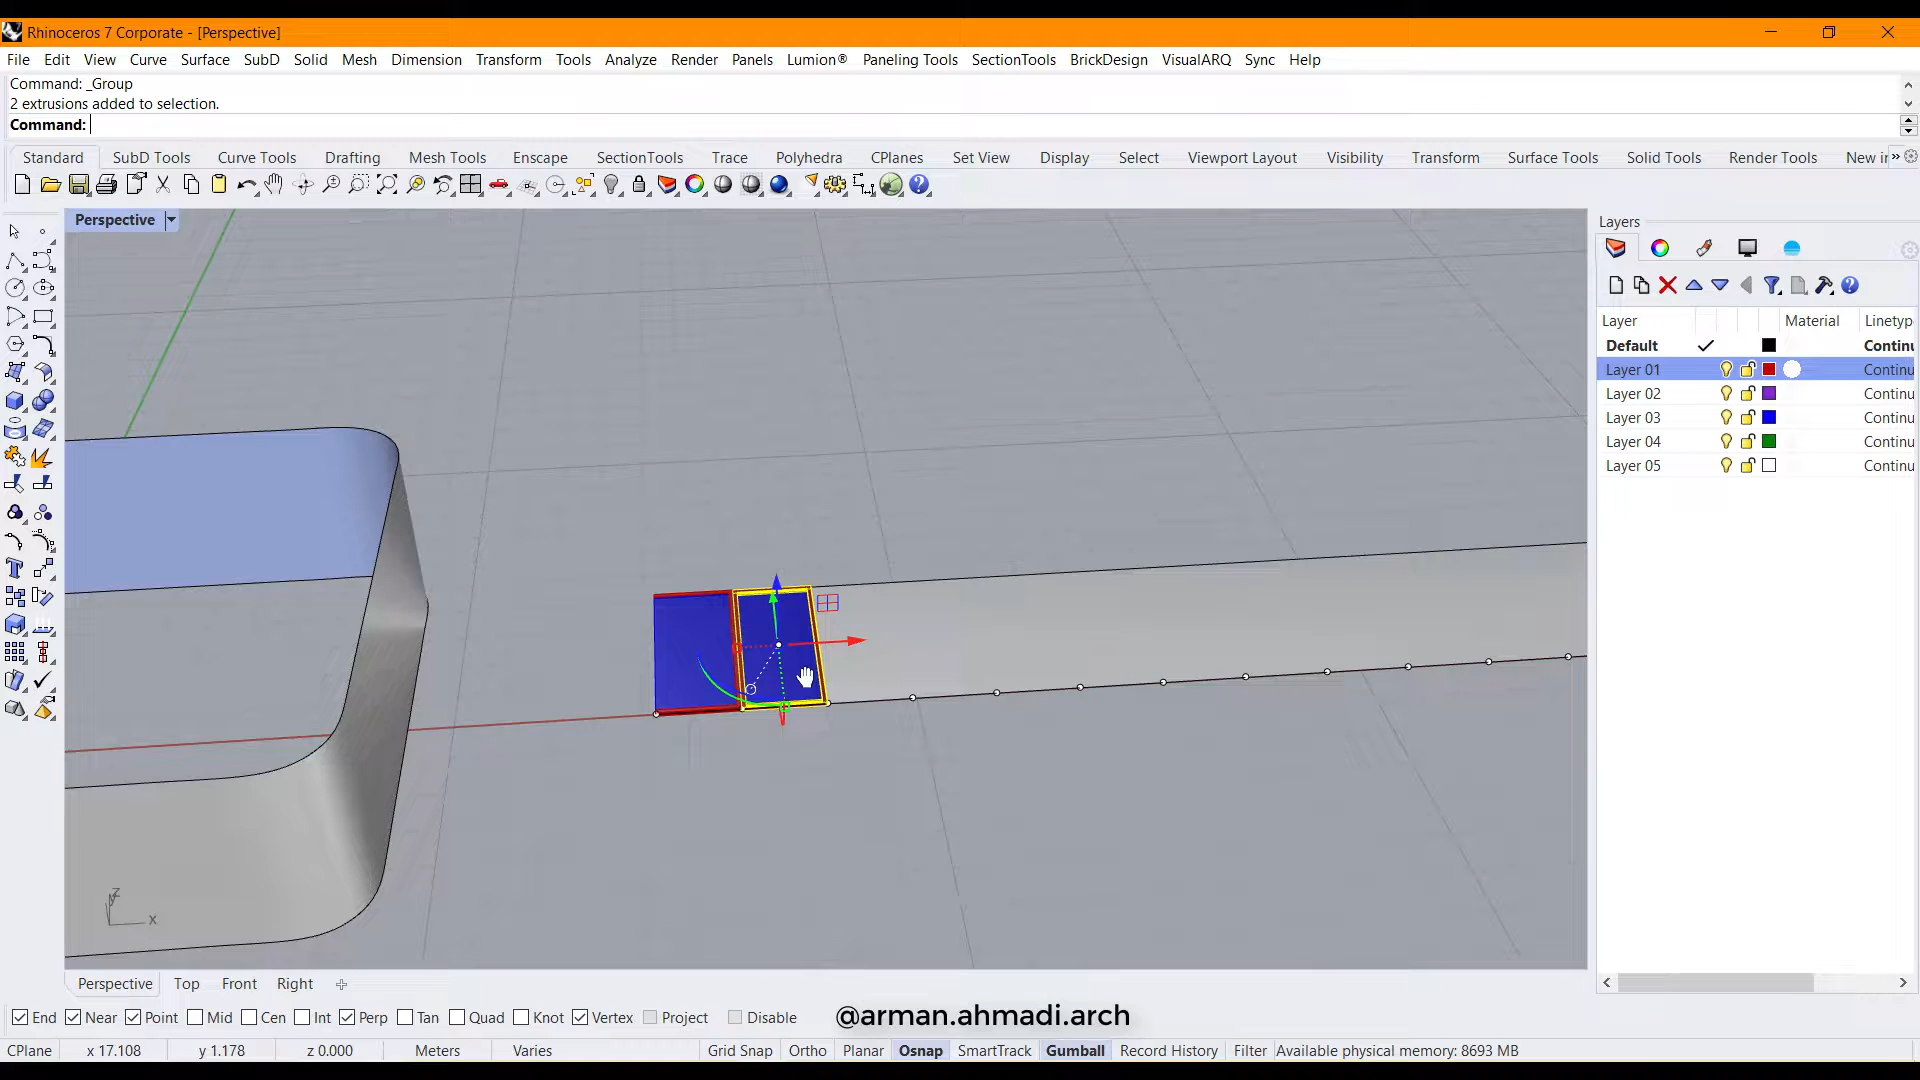 Rhinoceros 7 Corporate - [Perspective]
File Edit View Curve Surface SubD Solid Mesh Dimension Transform Tools Analyze Render Panels Lumion® Paneling Tools SectionTools BrickDesign VisualARQ Sync Help
Command: _Group
2 extrusions added to selection.
Command:
Standard SubD Tools Curve Tools Drafting Mesh Tools Enscape SectionTools Trace Polyhedra CPlanes Set View Display Select Viewport Layout Visibility Transform Surface Tools Solid Tools Render Tools New in
Perspective
Layers
Layer Material Linetyp
Default Continu
Layer 01 Continu
Layer 02 Continu
Layer 03 Continu
Layer 04 Continu
Layer 05 Continu
z
x
Perspective Top Front Right
End Near Point Mid Cen Int Perp Tan Quad Knot Vertex Project Disable
@arman.ahmadi.arch
CPlane x 17.108 y 1.178 z 0.000 Meters Varies Grid Snap Ortho Planar Osnap SmartTrack Gumball Record History Filter Available physical memory: 8693 MB